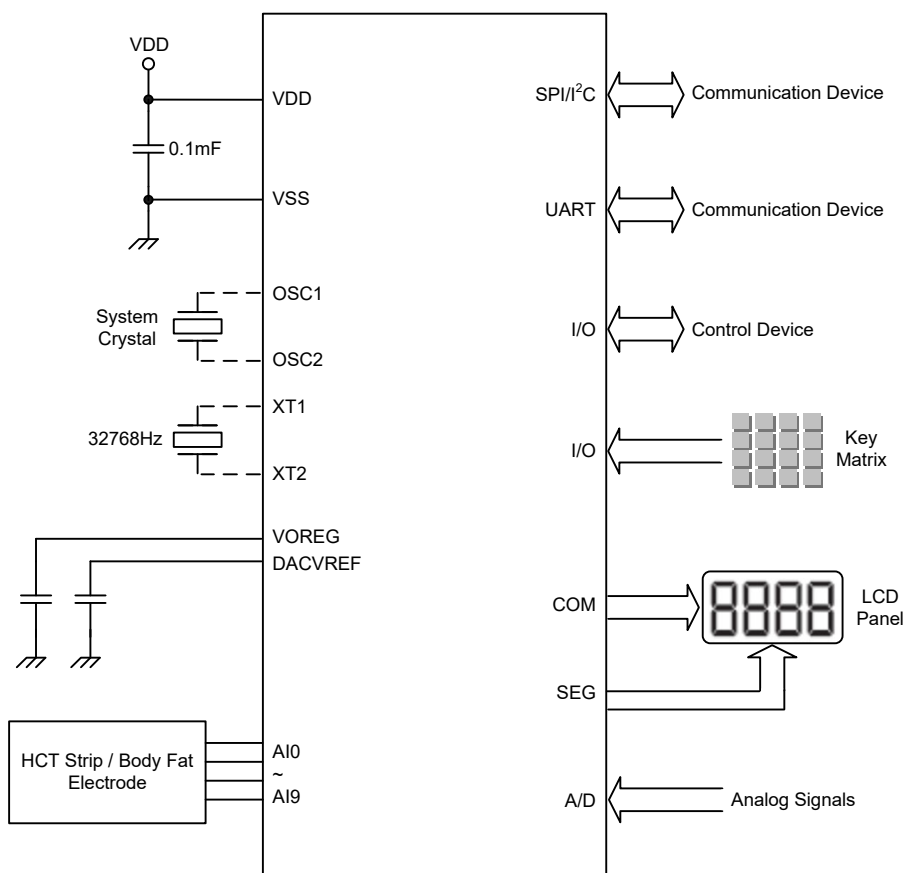 VDD
VDD
0.1mF
VSS
OSC1
System
Crystal
OSC2
XT1
32768Hz
XT2
VOREG
DACVREF
HCT Strip / Body Fat
Electrode
AI0
~
AI9
SPI/I²C
Communication Device
UART
Communication Device
I/O
Control Device
I/O
Key
Matrix
COM
8888
LCD
Panel
SEG
A/D
Analog Signals